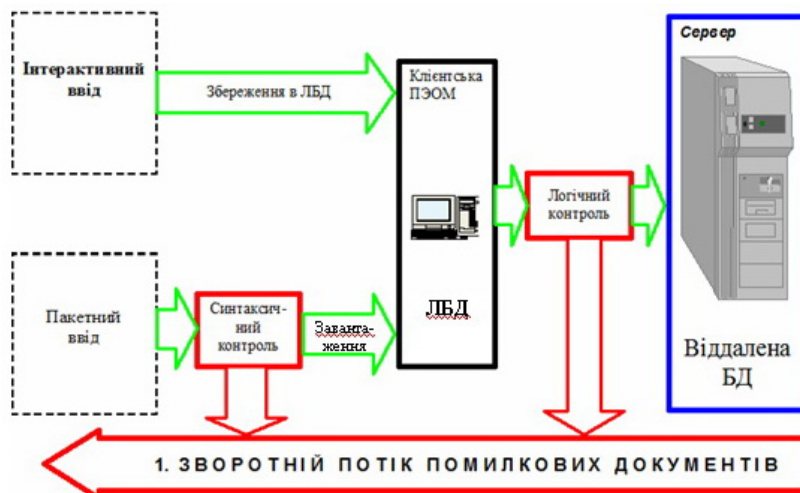 Інтерактивний
ввід
Збереження в ЛБД
Клієнтська
ПЭОМ
ЛБД
Логічний
контроль
Сервер
Віддалена
БД
Пакетний
ввід
Синтаксич-
ний
контроль
Заванта-
ження
1. ЗВОРОТНІЙ ПОТІК ПОМИЛКОВИХ ДОКУМЕНТІВ